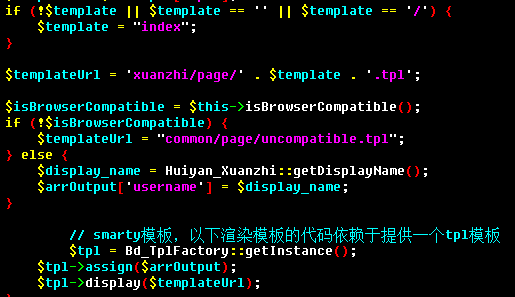 if (!$template || $template == '' || $template == '/') {
    $template = "index";
}

$templateUrl = 'xuanzhi/page/' . $template . '.tpl';

$isBrowserCompatible = $this->isBrowserCompatible();
if (!$isBrowserCompatible) {
    $templateUrl = "common/page/uncompatible.tpl";
} else {
    $display_name = Huiyan_Xuanzhi::getDisplayName();
    $arrOutput['username'] = $display_name;
}

        // smarty模板，以下渲染模板的代码依赖于提供一个tpl模板
        $tpl = Bd_TplFactory::getInstance();
    $tpl->assign($arrOutput);
    $tpl->display($templateUrl);